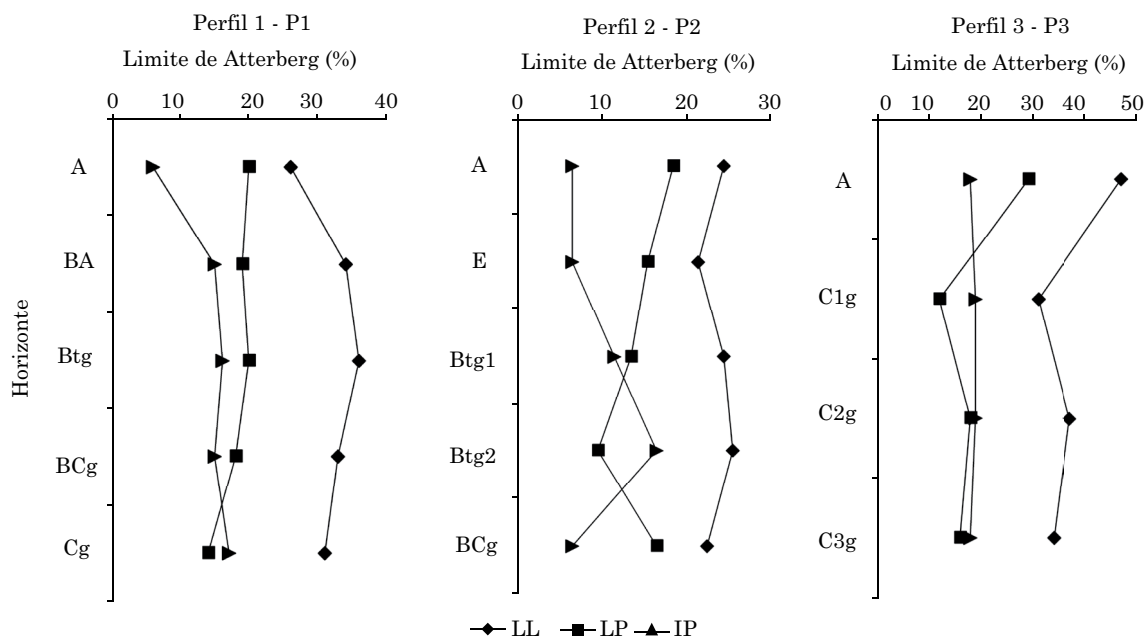 Perfil 1 - P1
Limite de Atterberg (%)
0 10 20 30 40
A
BA
Btg
BCg
Cg
Horizonte
Perfil 2 - P2
Limite de Atterberg (%)
0 10 20 30
A
E
Btg1
Btg2
BCg
Perfil 3 - P3
Limite de Atterberg (%)
0 10 20 30 40 50
A
C1g
C2g
C3g
LL LP IP